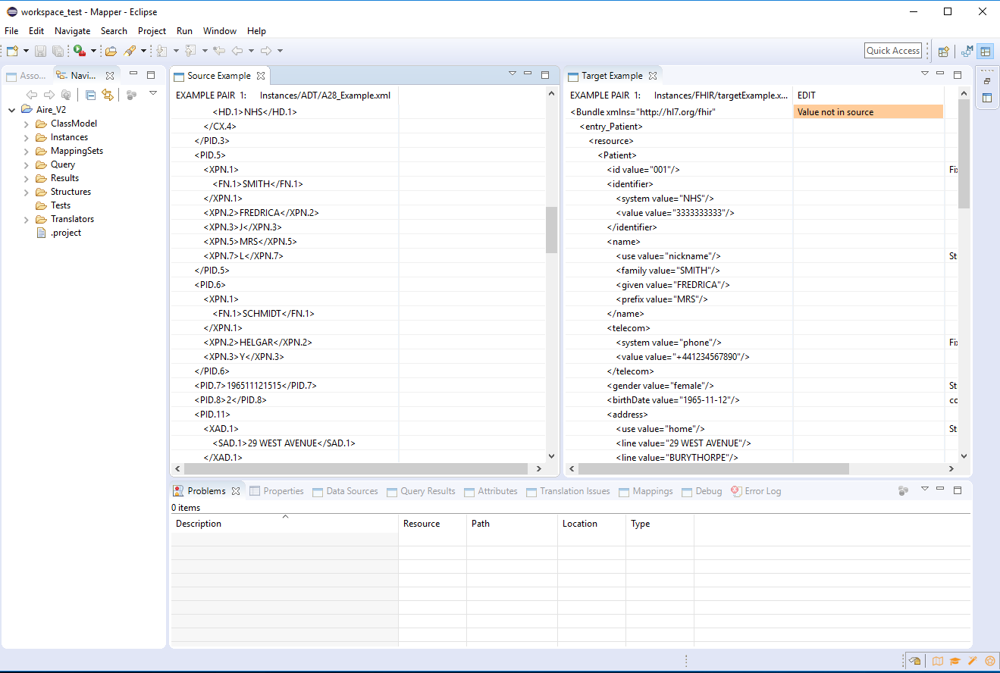 workspace_test - Mapper - Eclipse
File Edit Navigate Search Project Run Window Help
Quick Access
Asso...
Navi...
Aire_V2
ClassModel
Instances
MappingSets
Query
Results
Structures
Tests
Translators
.project
Source Example
EXAMPLE PAIR 1: Instances/ADT/A28_Example.xml
<HD.1>NHS</HD.1>
</CX.4>
</PID.3>
<PID.5>
<XPN.1>
<FN.1>SMITH</FN.1>
</XPN.1>
<XPN.2>FREDRICA</XPN.2>
<XPN.3>J</XPN.3>
<XPN.5>MRS</XPN.5>
<XPN.7>L</XPN.7>
</PID.5>
<PID.6>
<XPN.1>
<FN.1>SCHMIDT</FN.1>
</XPN.1>
<XPN.2>HELGAR</XPN.2>
<XPN.3>Y</XPN.3>
</PID.6>
<PID.7>196511121515</PID.7>
<PID.8>2</PID.8>
<PID.11>
<XAD.1>
<SAD.1>29 WEST AVENUE</SAD.1>
</XAD.1>
Target Example
EXAMPLE PAIR 1: Instances/FHIR/targetExample.x... EDIT
<Bundle xmlns="http://hl7.org/fhir" Value not in source
<entry_Patient>
<resource>
<Patient>
<id value="001"/> Fix
<identifier>
<system value="NHS"/>
<value value="3333333333"/>
</identifier>
<name>
<use value="nickname"/> St
<family value="SMITH"/>
<given value="FREDRICA"/>
<prefix value="MRS"/>
</name>
<telecom>
<system value="phone"/> Fix
<value value="+441234567890"/>
</telecom>
<gender value="female"/> St
<birthDate value="1965-11-12"/> co
<address>
<use value="home"/> St
<line value="29 WEST AVENUE"/>
<line value="BURYTHORPE"/>
Problems Properties Data Sources Query Results Attributes Translation Issues Mappings Debug Error Log
0 items
Description Resource Path Location Type